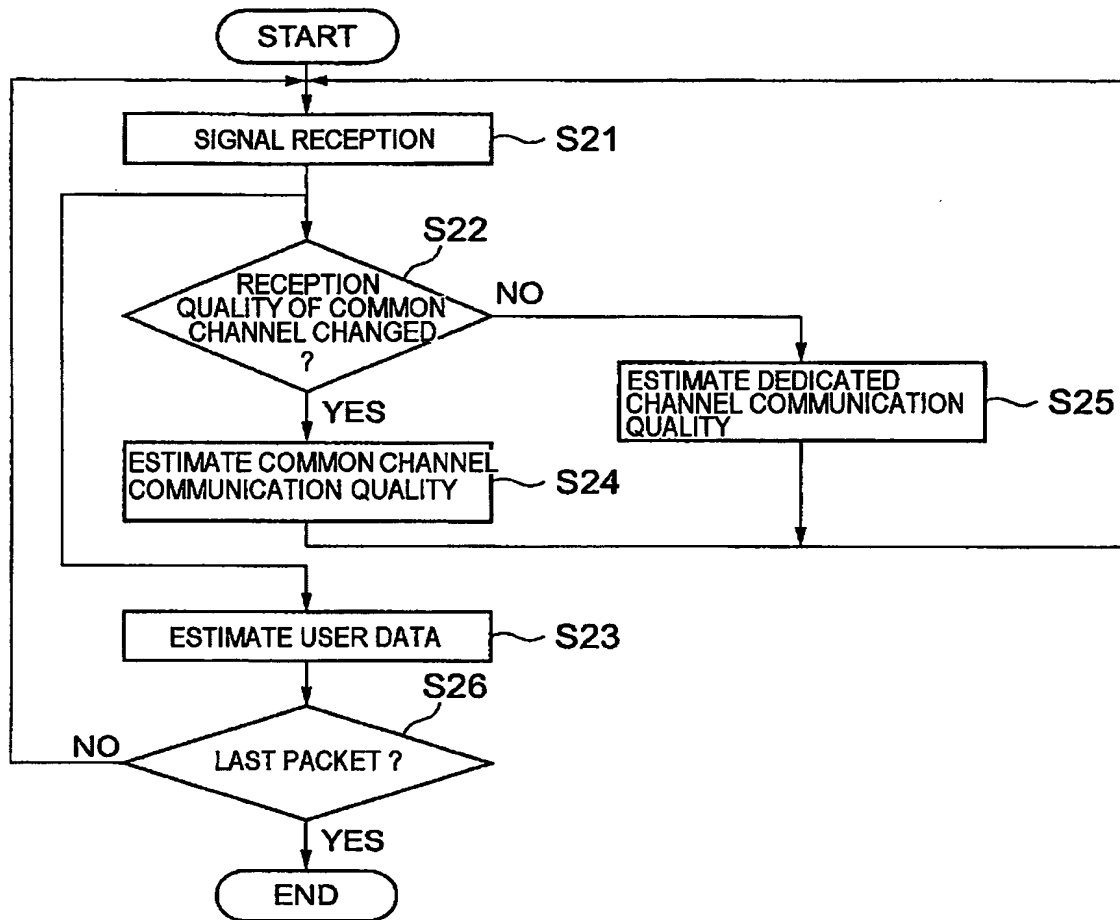 START
SIGNAL RECEPTION
S21
S22
RECEPTION
QUALITY OF COMMON
CHANNEL CHANGED
?
NO
YES
ESTIMATE DEDICATED
CHANNEL COMMUNICATION
QUALITY
S25
ESTIMATE COMMON CHANNEL
COMMUNICATION QUALITY
S24
ESTIMATE USER DATA
S23
S26
LAST PACKET ?
NO
YES
END